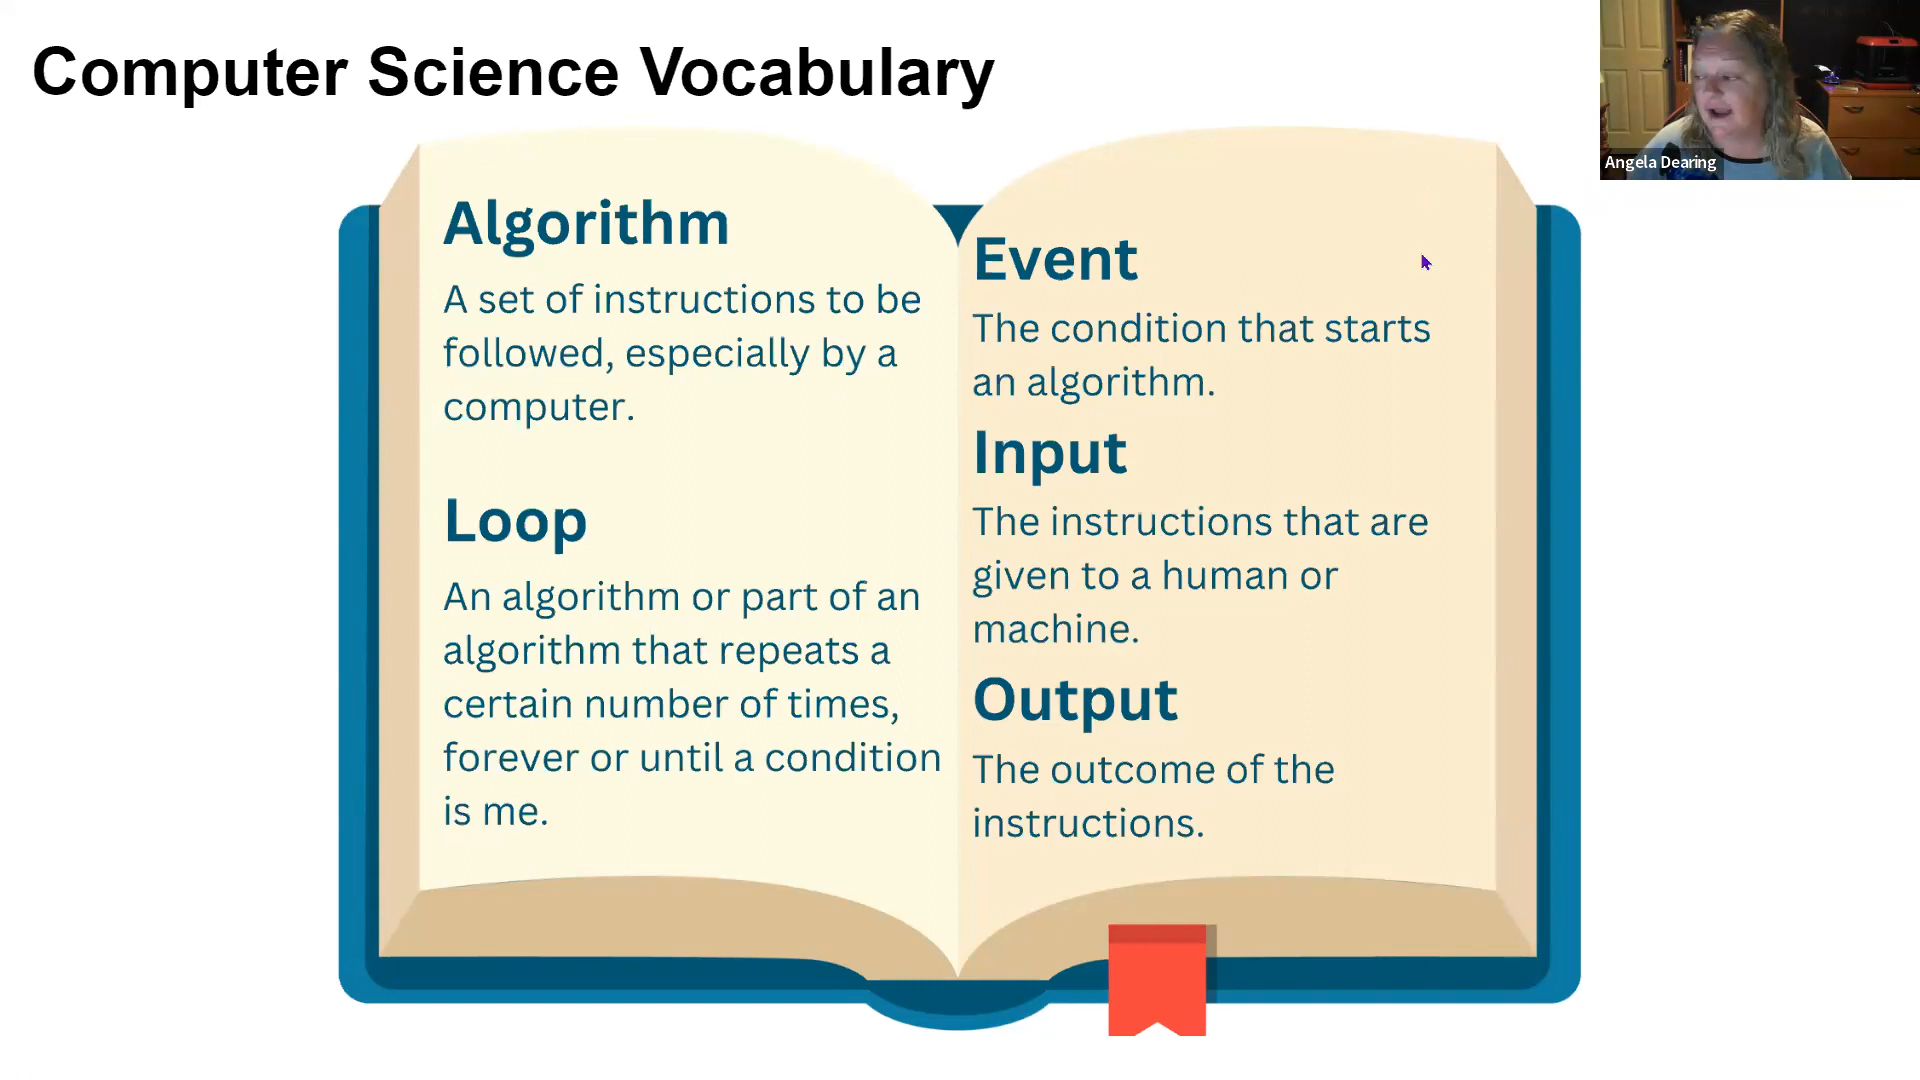 Computer Science Vocabulary
Angela Dearing
Algorithm
A set of instructions to be
followed, especially by a
computer.
Loop
An algorithm or part of an
algorithm that repeats a
certain number of times,
forever or until a condition
is me.
Event
The condition that starts
an algorithm.
Input
The instructions that are
given to a human or
machine.
Output
The outcome of the
instructions.